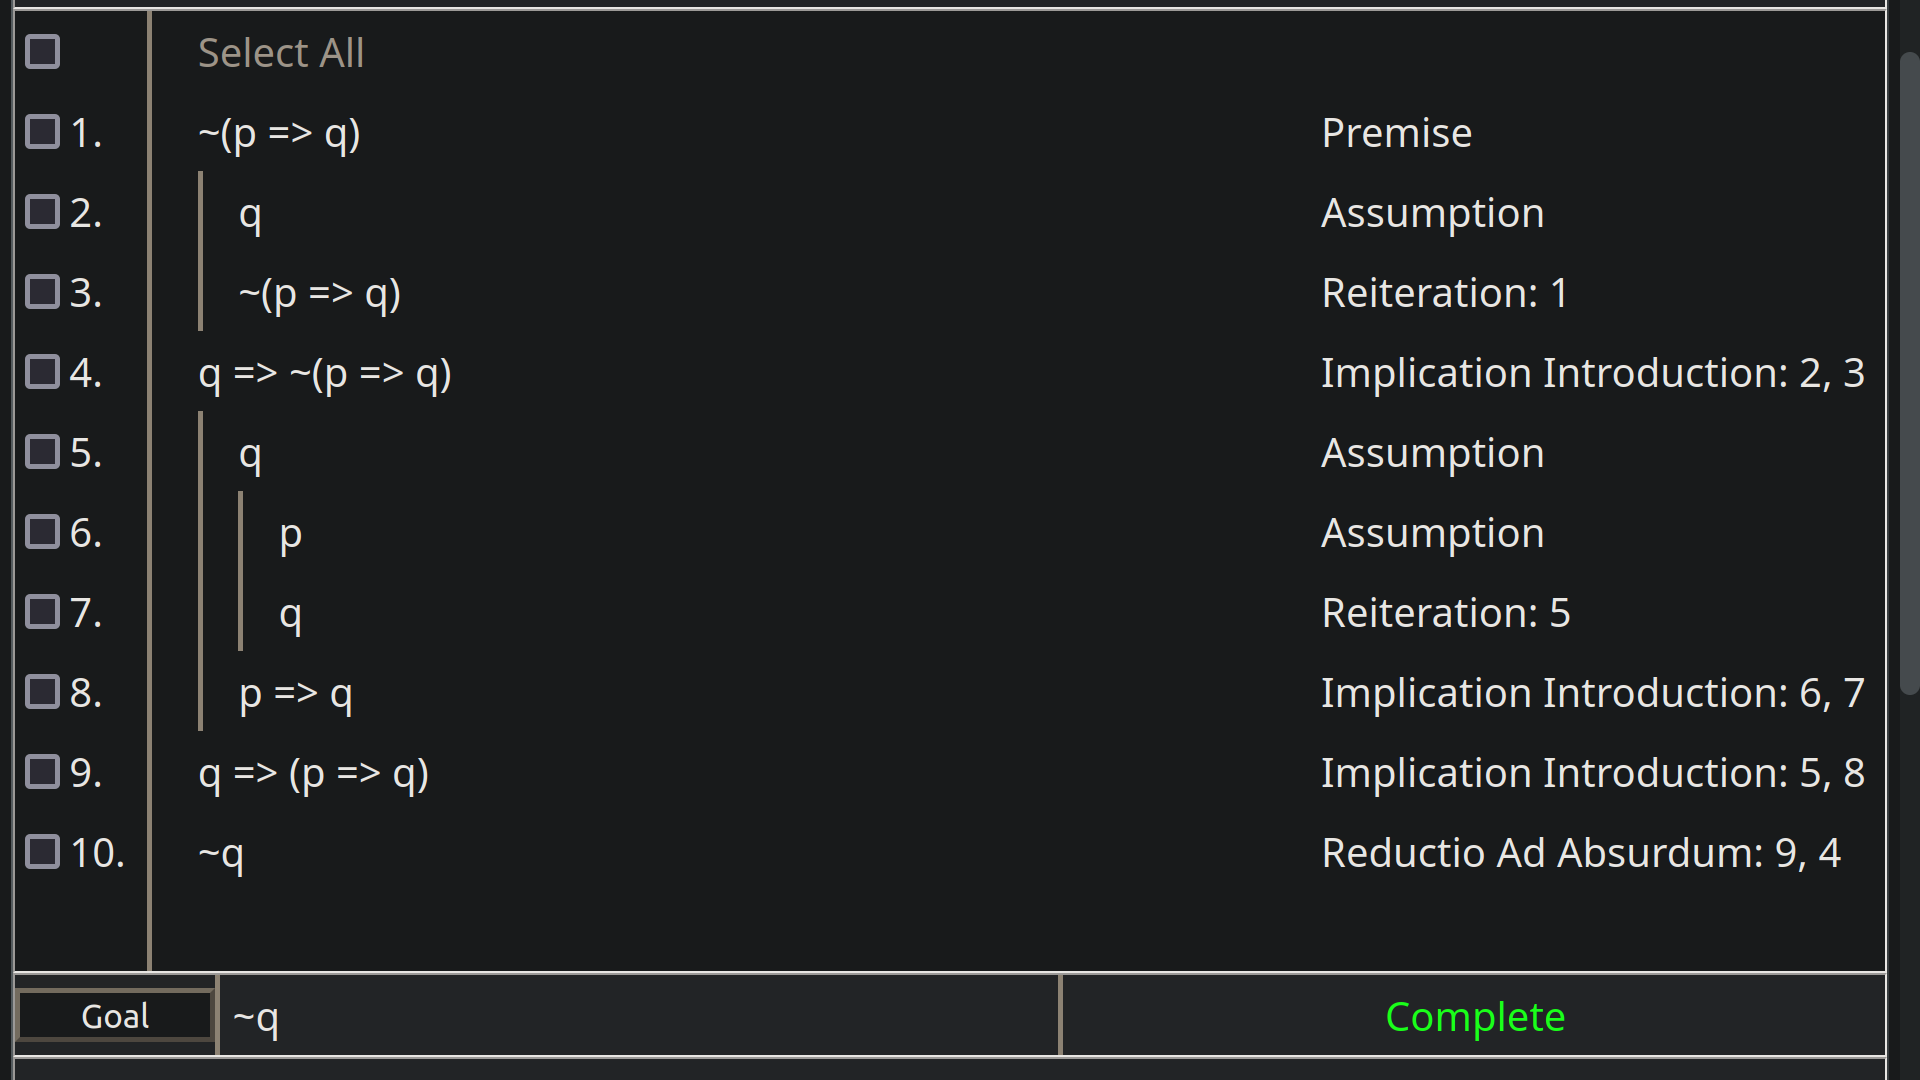 Select All
1. ~(p => q) Premise
2. q Assumption
3. ~(p => q) Reiteration: 1
4. q => ~(p => q) Implication Introduction: 2, 3
5. q Assumption
6. p Assumption
7. q Reiteration: 5
8. p => q Implication Introduction: 6, 7
9. q => (p => q) Implication Introduction: 5, 8
10. ~q Reductio Ad Absurdum: 9, 4
Goal ~q Complete